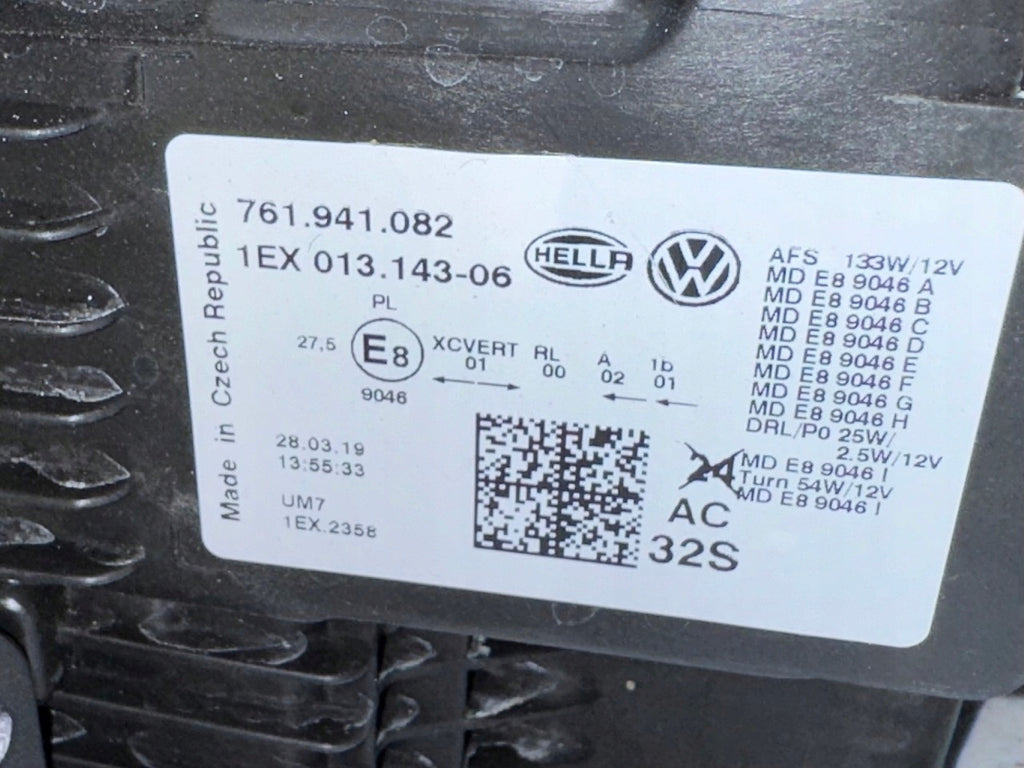 Made in Czech Republic
761.941.082
1EX 013.143-06
HELLA
VW
PL
27,5
E8
9046
XCVERT
01
RL
00
A
02
1b
01
28.03.19
13:55:33
UM7
1EX.2358
24
AC
32S
AFS 133W/12V
MD E8 9046 A
MD E8 9046 B
MD E8 9046 C
MD E8 9046 D
MD E8 9046 E
MD E8 9046 F
MD E8 9046 G
MD E8 9046 H
DRL/P0 25W/
2.5W/12V
MD E8 9046 I
Turn 54W/12V
MD E8 9046 I